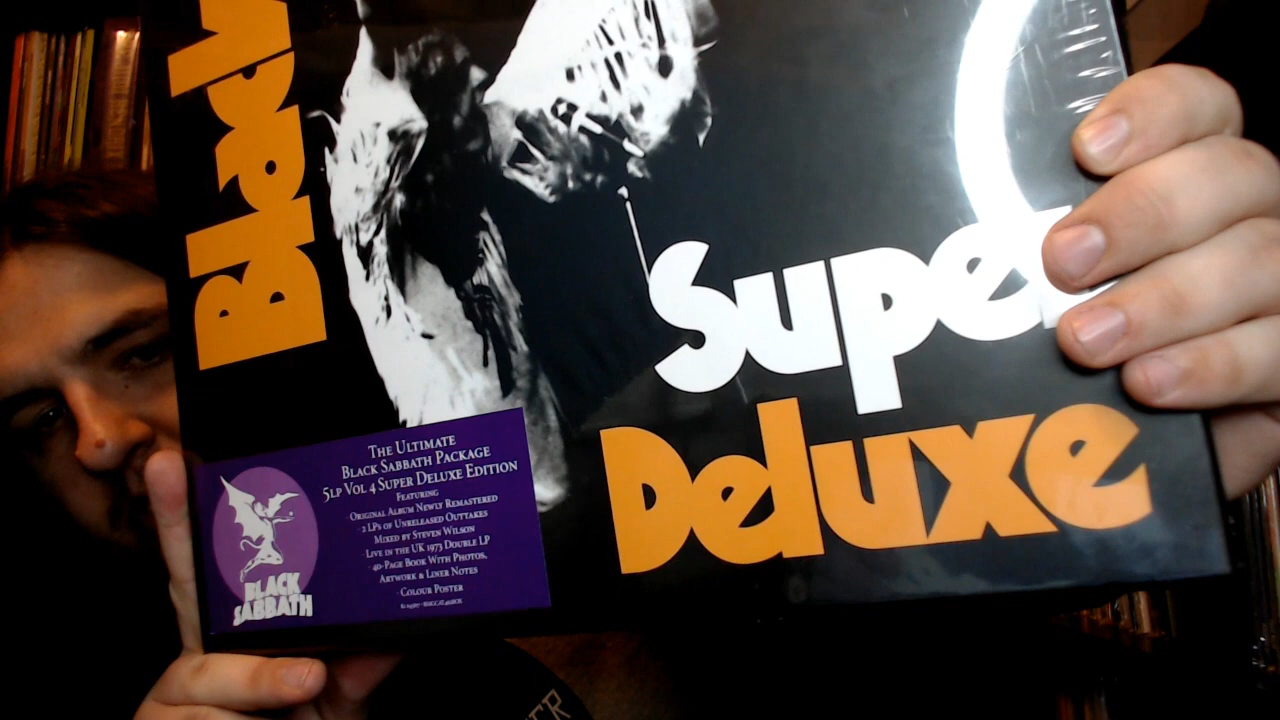 Black
Super
Deluxe
The Ultimate
Black Sabbath Package
5LP Vol 4 Super Deluxe Edition
Featuring
· Original Album Newly Remastered
· 2 LPs of Unreleased Outtakes
Mixed by Steven Wilson
· Live in the UK 1973 Double LP
· 40-Page Book With Photos,
Artwork & Liner Notes
· Colour Poster
BLACK
SABBATH